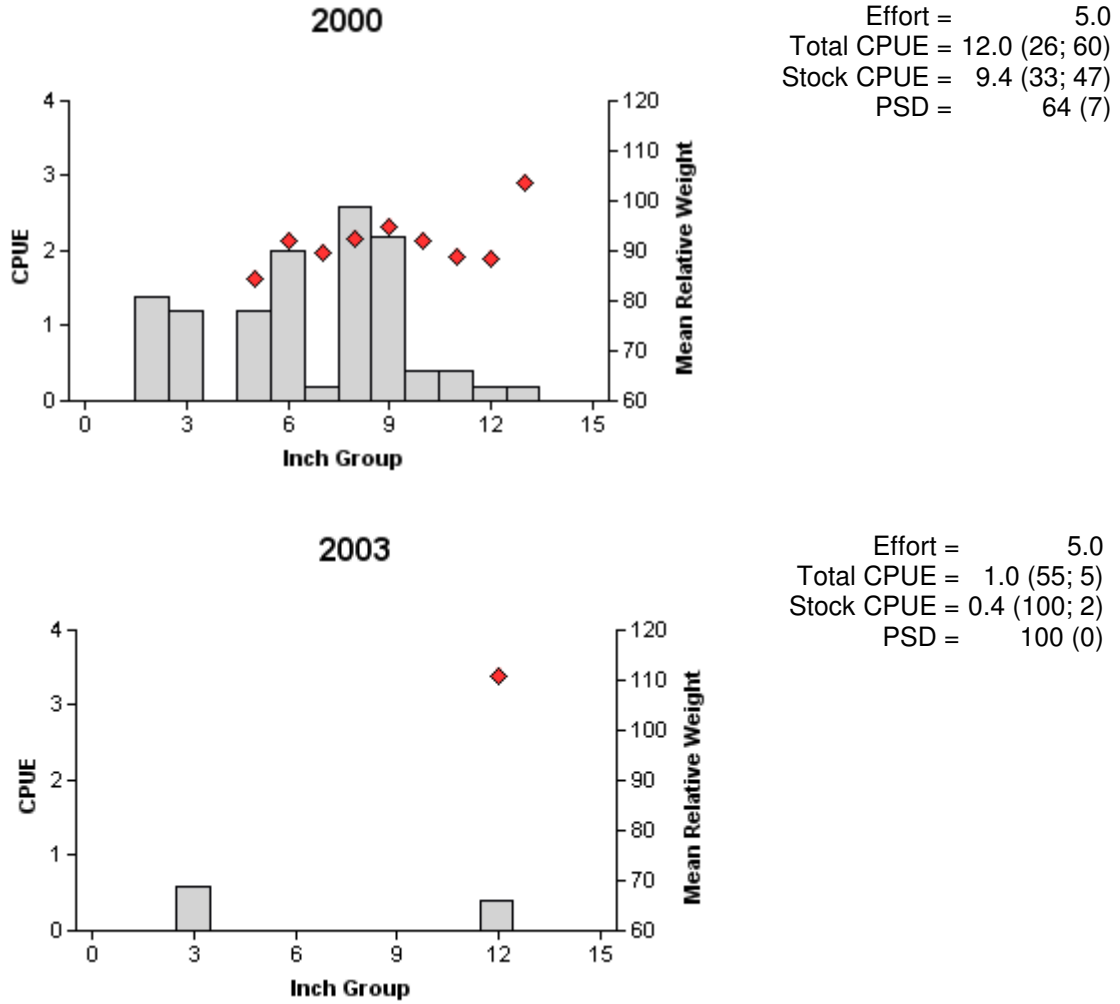 2000
Effort = 5.0
Total CPUE = 12.0 (26; 60)
Stock CPUE = 9.4 (33; 47)
PSD = 64 (7)
4
3
2
1
0
CPUE
120
110
100
90
80
70
60
Mean Relative Weight
0 3 6 9 12 15
Inch Group
2003
Effort = 5.0
Total CPUE = 1.0 (55; 5)
Stock CPUE = 0.4 (100; 2)
PSD = 100 (0)
4
3
2
1
0
CPUE
120
110
100
90
80
70
60
Mean Relative Weight
0 3 6 9 12 15
Inch Group